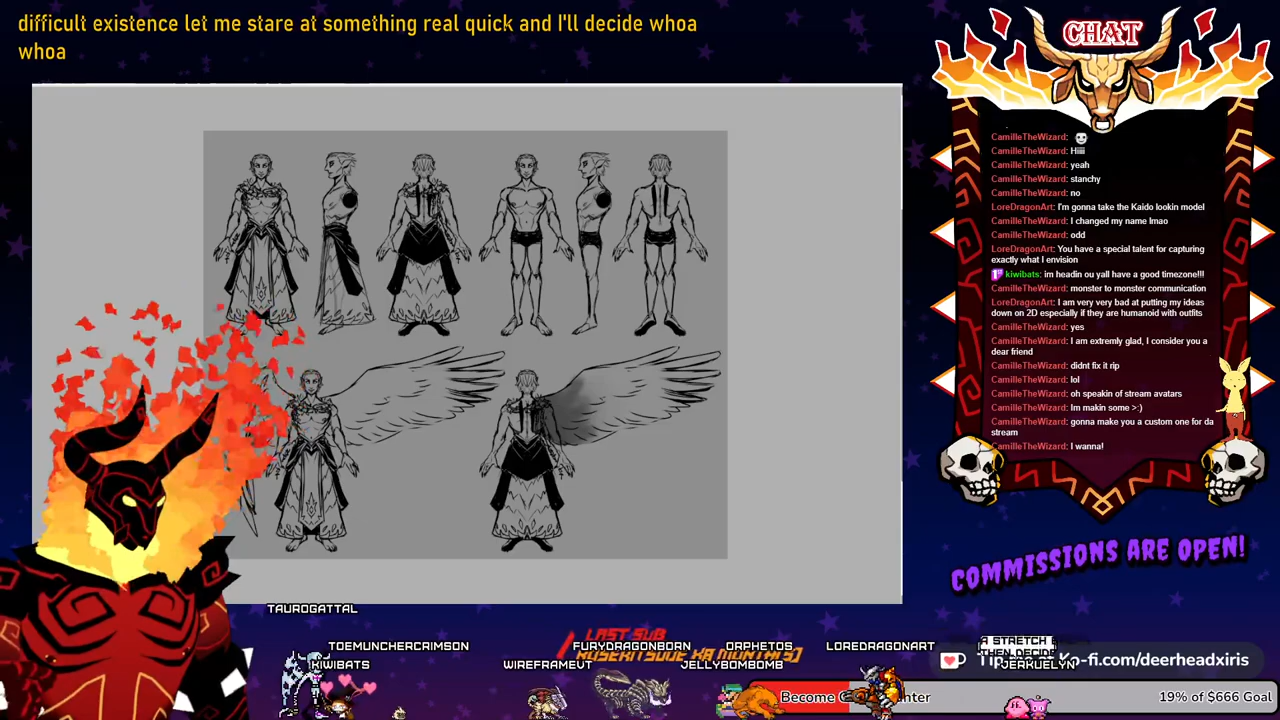 difficult existence let me stare at something real quick and I'll decide whoa
whoa
CHAT
CamilleTheWizard:
CamilleTheWizard: Hiiii
CamilleTheWizard: yeah
CamilleTheWizard: stanchy
CamilleTheWizard: no
LoreDragonArt: I'm gonna take the Kaido lookin model
CamilleTheWizard: I changed my name lmao
CamilleTheWizard: odd
LoreDragonArt: You have a special talent for capturing
exactly what I envision
kiwibats: im headin ou yall have a good timezone!!!
CamilleTheWizard: monster to monster communication
LoreDragonArt: I am very very bad at putting my ideas
down on 2D especially if they are humanoid with outfits
CamilleTheWizard: yes
CamilleTheWizard: I am extremly glad, I consider you a
dear friend
CamilleTheWizard: didnt fix it rip
CamilleTheWizard: lol
CamilleTheWizard: oh speakin of stream avatars
CamilleTheWizard: Im makin some >:)
CamilleTheWizard: gonna make you a custom one for da
stream
CamilleTheWizard: I wanna!
COMMISSIONS ARE OPEN!
TAUROGATTAL
LAST SUB
TOEMUNCHERCRIMSON
FURYDRAGONBORN
ORPHETOS
LOREDRAGONART
A STRETCH
THEN DECIDE
KIWIBATS
WIREFRAMEUT
JELLYBOMBOMB
JERKUELYN
Ko-fi.com/deerheadxiris
Become
19% of $666 Goal